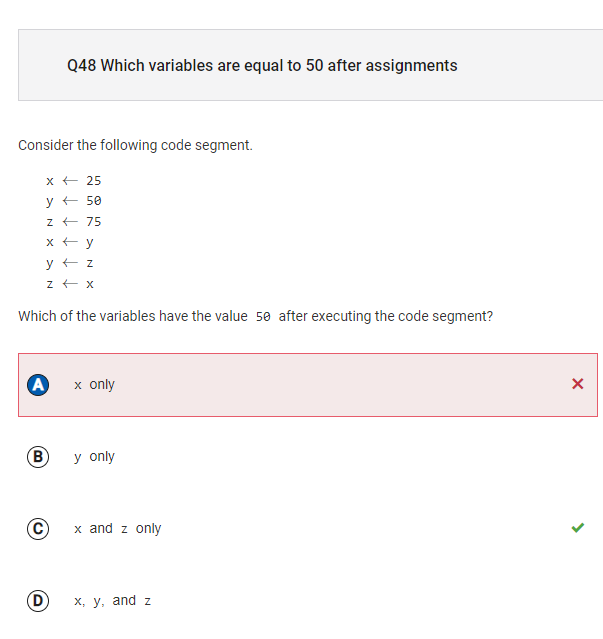 Q48 Which variables are equal to 50 after assignments
Consider the following code segment.
x ← 25
y ← 50
z ← 75
x ← y
y ← z
z ← x
Which of the variables have the value 50 after executing the code segment?
A x only
B y only
C x and z only
D x, y, and z